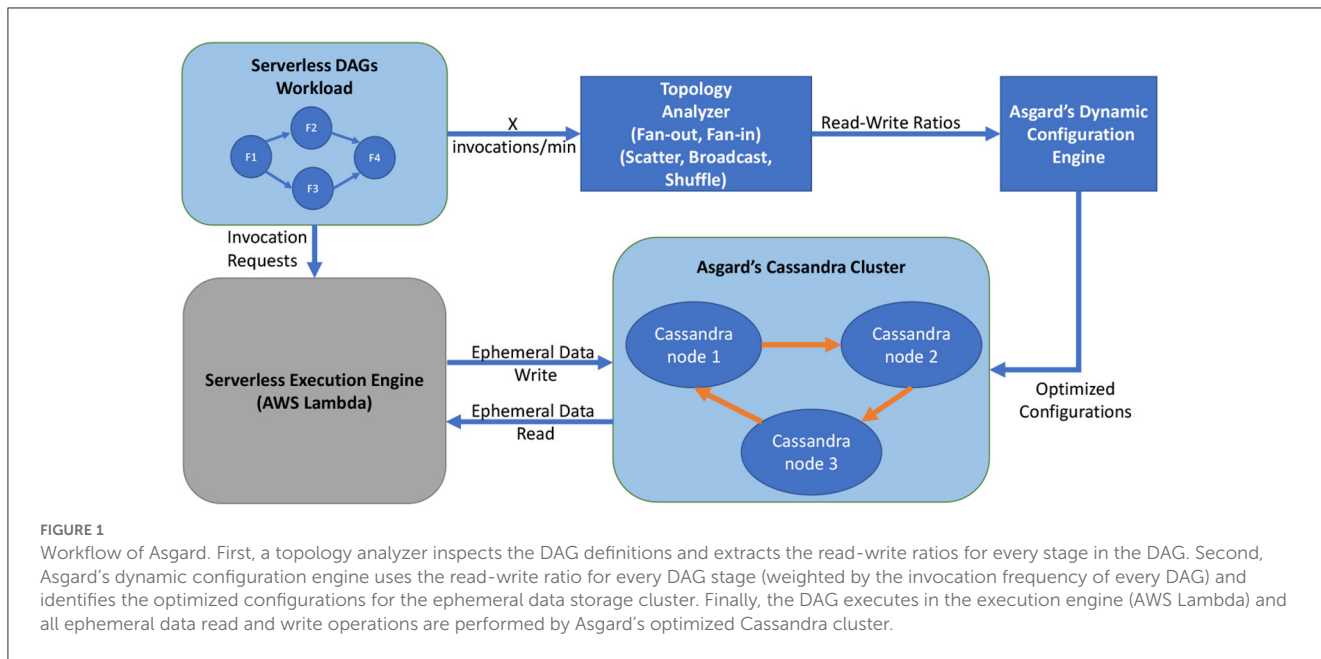 Serverless DAGs
Workload
F1
F2
F3
F4
X
invocations/min
Topology
Analyzer
(Fan-out, Fan-in)
(Scatter, Broadcast,
Shuffle)
Read-Write Ratios
Asgard's Dynamic
Configuration
Engine
Invocation
Requests
Serverless Execution Engine
(AWS Lambda)
Ephemeral Data
Write
Ephemeral Data
Read
Asgard's Cassandra Cluster
Cassandra
node 1
Cassandra
node 2
Cassandra
node 3
Optimized
Configurations
FIGURE 1
Workflow of Asgard. First, a topology analyzer inspects the DAG definitions and extracts the read-write ratios for every stage in the DAG. Second,
Asgard's dynamic configuration engine uses the read-write ratio for every DAG stage (weighted by the invocation frequency of every DAG) and
identifies the optimized configurations for the ephemeral data storage cluster. Finally, the DAG executes in the execution engine (AWS Lambda) and
all ephemeral data read and write operations are performed by Asgard's optimized Cassandra cluster.